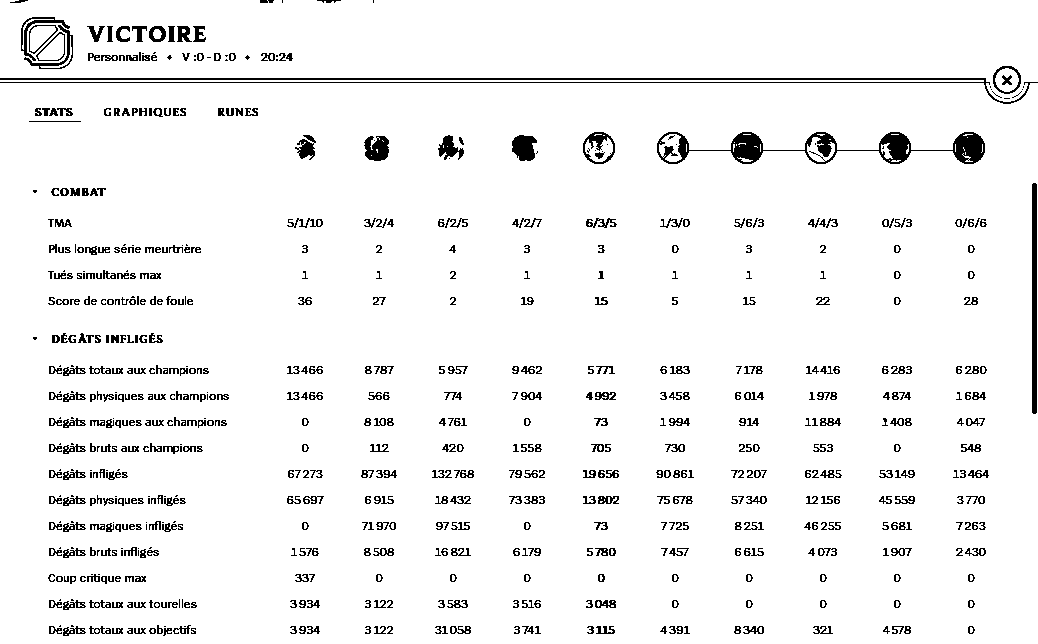 VICTOIRE
Personnalisé • V :0 - D :0 • 20:24
STATS GRAPHIQUES RUNES
COMBAT
TMA 5/1/10 3/2/4 6/2/5 4/2/7 6/3/5 1/3/0 5/6/3 4/4/3 0/5/3 0/6/6
Plus longue série meurtrière 3 2 4 3 3 0 3 2 0 0
Tués simultanés max 1 1 2 1 1 1 1 1 0 0
Score de contrôle de foule 36 27 2 19 15 5 15 22 0 28
DÉGÂTS INFLIGÉS
Dégâts totaux aux champions 13 466 8 787 5 957 9 462 5 771 6 183 7 178 14 416 6 283 6 280
Dégâts physiques aux champions 13 466 566 774 7 904 4 992 3 458 6 014 1 978 4 874 1 684
Dégâts magiques aux champions 0 8 108 4 761 0 73 1 994 914 11 884 1 408 4 047
Dégâts bruts aux champions 0 112 420 1 558 705 730 250 553 0 548
Dégâts infligés 67 273 87 394 132 768 79 562 19 656 90 861 72 207 62 485 53 149 13 464
Dégâts physiques infligés 65 697 6 915 18 432 73 383 13 802 75 678 57 340 12 156 45 559 3 770
Dégâts magiques infligés 0 71 970 97 515 0 73 7 725 8 251 46 255 5 681 7 263
Dégâts bruts infligés 1 576 8 508 16 821 6 179 5 780 7 457 6 615 4 073 1 907 2 430
Coup critique max 337 0 0 0 0 0 0 0 0 0
Dégâts totaux aux tourelles 3 934 3 122 3 583 3 516 3 048 0 0 0 0 0
Dégâts totaux aux objectifs 3 934 3 122 31 058 3 741 3 115 4 391 8 340 321 4 578 0